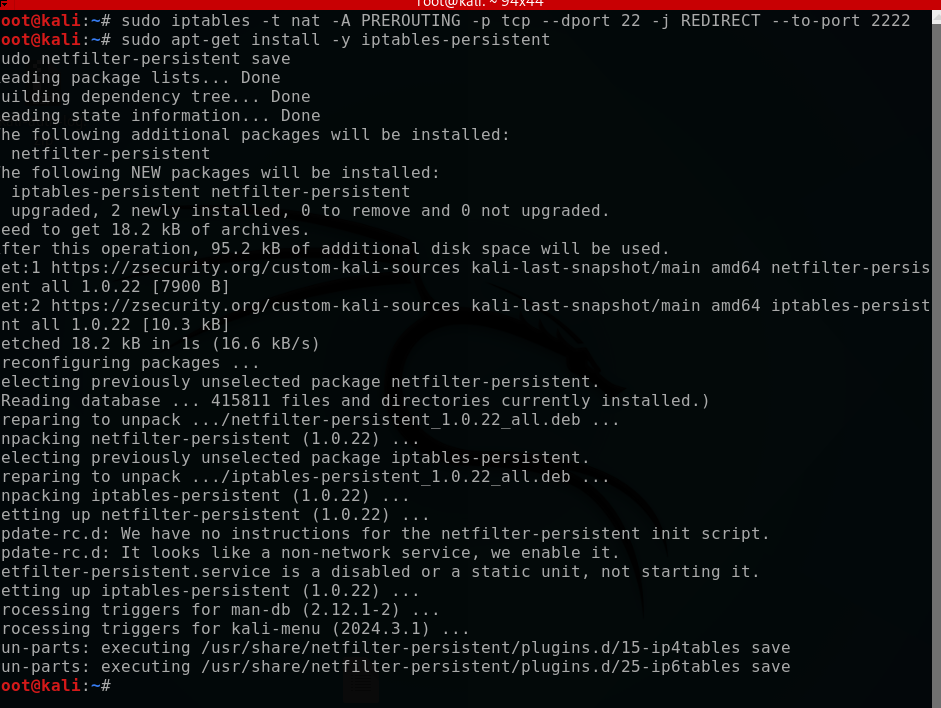 root@kali: ~ 94x44
oot@kali:~# sudo iptables -t nat -A PREROUTING -p tcp --dport 22 -j REDIRECT --to-port 2222
oot@kali:~# sudo apt-get install -y iptables-persistent
udo netfilter-persistent save
eading package lists... Done
uilding dependency tree... Done
eading state information... Done
he following additional packages will be installed:
netfilter-persistent
he following NEW packages will be installed:
iptables-persistent netfilter-persistent
upgraded, 2 newly installed, 0 to remove and 0 not upgraded.
eed to get 18.2 kB of archives.
fter this operation, 95.2 kB of additional disk space will be used.
et:1 https://zsecurity.org/custom-kali-sources kali-last-snapshot/main amd64 netfilter-persis
ent all 1.0.22 [7900 B]
et:2 https://zsecurity.org/custom-kali-sources kali-last-snapshot/main amd64 iptables-persist
nt all 1.0.22 [10.3 kB]
etched 18.2 kB in 1s (16.6 kB/s)
reconfiguring packages ...
electing previously unselected package netfilter-persistent.
Reading database ... 415811 files and directories currently installed.)
reparing to unpack .../netfilter-persistent_1.0.22_all.deb ...
npacking netfilter-persistent (1.0.22) ...
electing previously unselected package iptables-persistent.
reparing to unpack .../iptables-persistent_1.0.22_all.deb ...
npacking iptables-persistent (1.0.22) ...
etting up netfilter-persistent (1.0.22) ...
pdate-rc.d: We have no instructions for the netfilter-persistent init script.
pdate-rc.d: It looks like a non-network service, we enable it.
etfilter-persistent.service is a disabled or a static unit, not starting it.
etting up iptables-persistent (1.0.22) ...
rocessing triggers for man-db (2.12.1-2) ...
rocessing triggers for kali-menu (2024.3.1) ...
un-parts: executing /usr/share/netfilter-persistent/plugins.d/15-ip4tables save
un-parts: executing /usr/share/netfilter-persistent/plugins.d/25-ip6tables save
oot@kali:~#